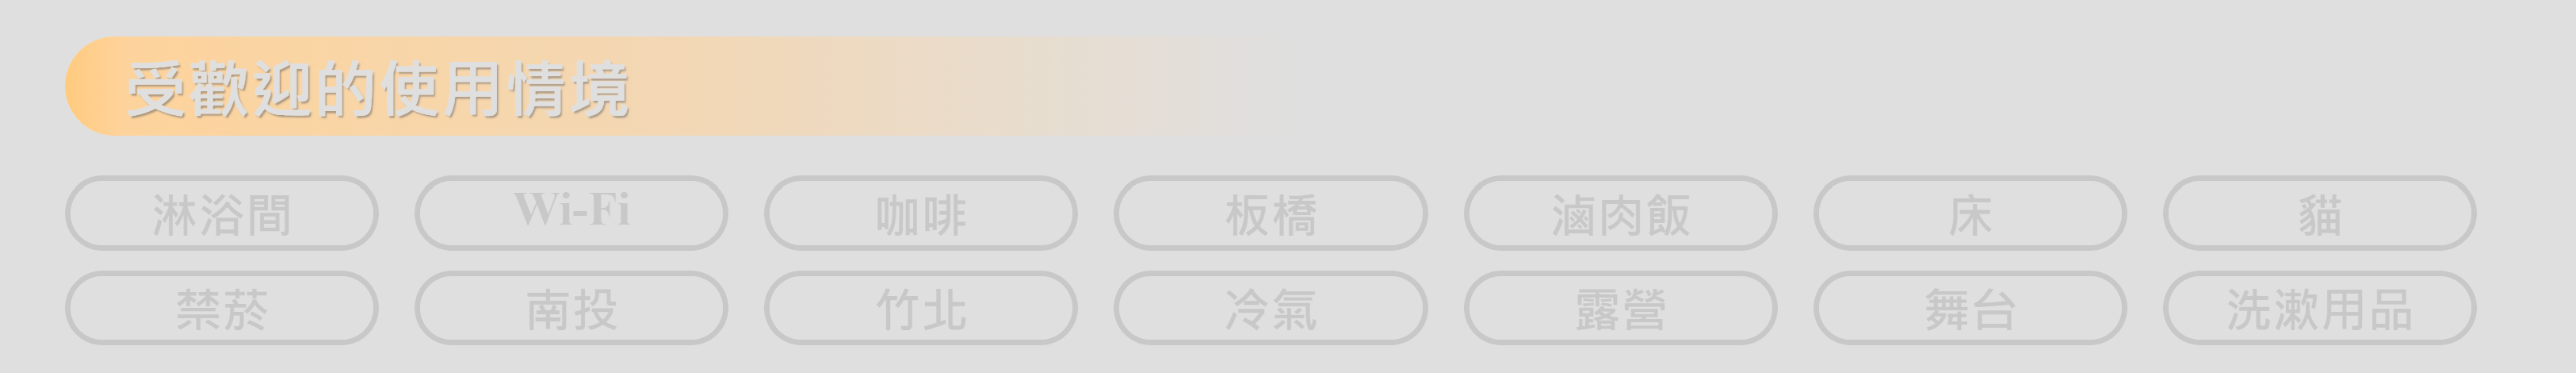 受歡迎的使用情境
淋浴間 Wi-Fi 咖啡 板橋 滷肉飯 床 貓
禁菸 南投 竹北 冷氣 露營 舞台 洗漱用品